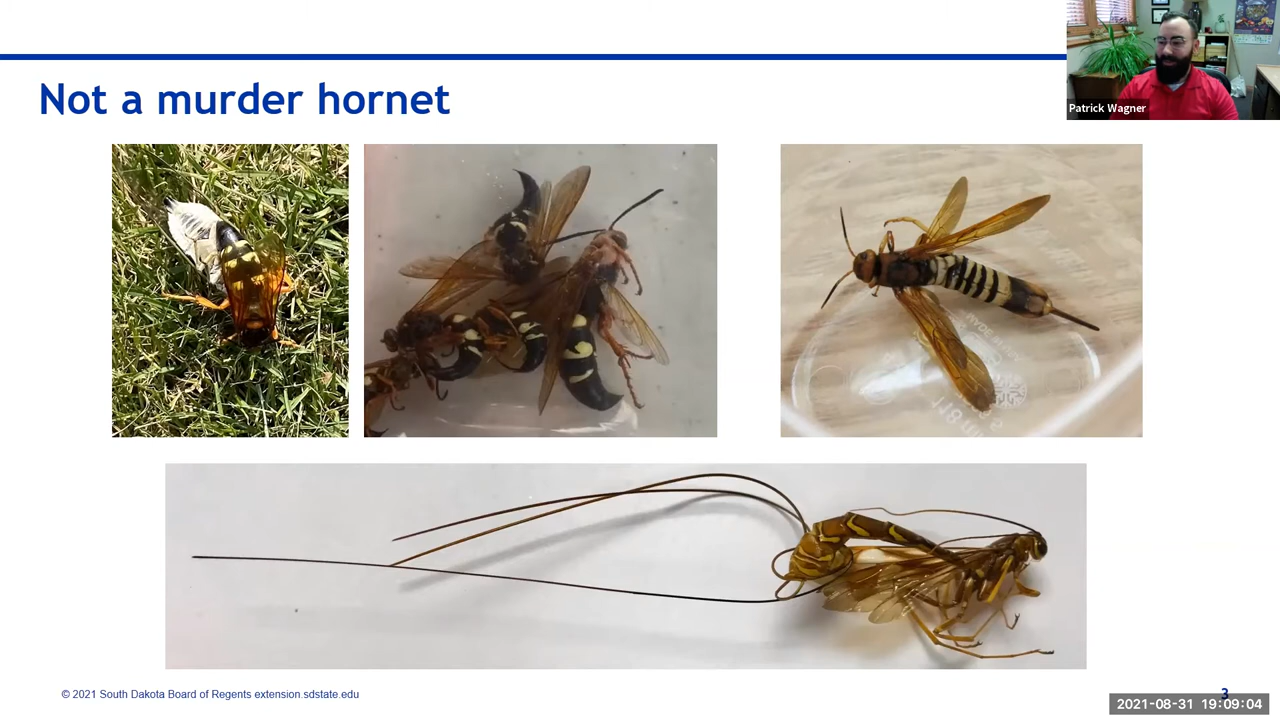 Not a murder hornet
Patrick Wagner
© 2021 South Dakota Board of Regents extension.sdstate.edu
3
2021-08-31 19:09:04